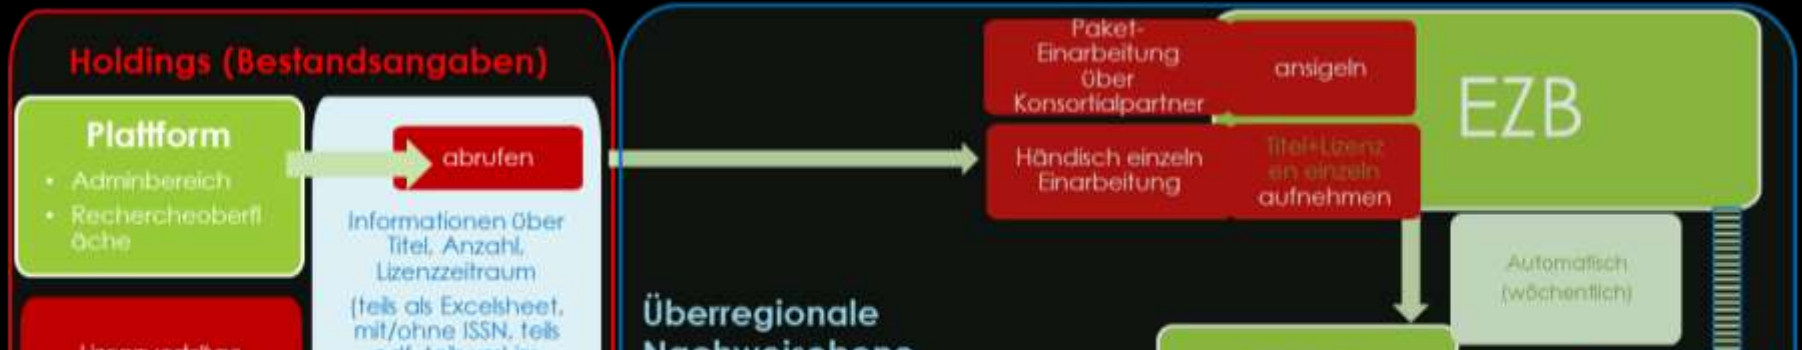 Holdings (Bestandsangaben)
Plattform
• Adminbereich
• Rechercheoberfl
äche
abrufen
Informationen über
Titel, Anzahl,
Lizenzzeitraum
(teils als Excelsheet,
mit/ohne ISSN, teils
Paket-
Einarbeitung
über
Konsortialpartner
ansigeln
Händisch einzeln
Einarbeitung
Titel+Lizenz
en einzeln
aufnehmen
EZB
Automatisch
(wöchentlich)
Überregionale